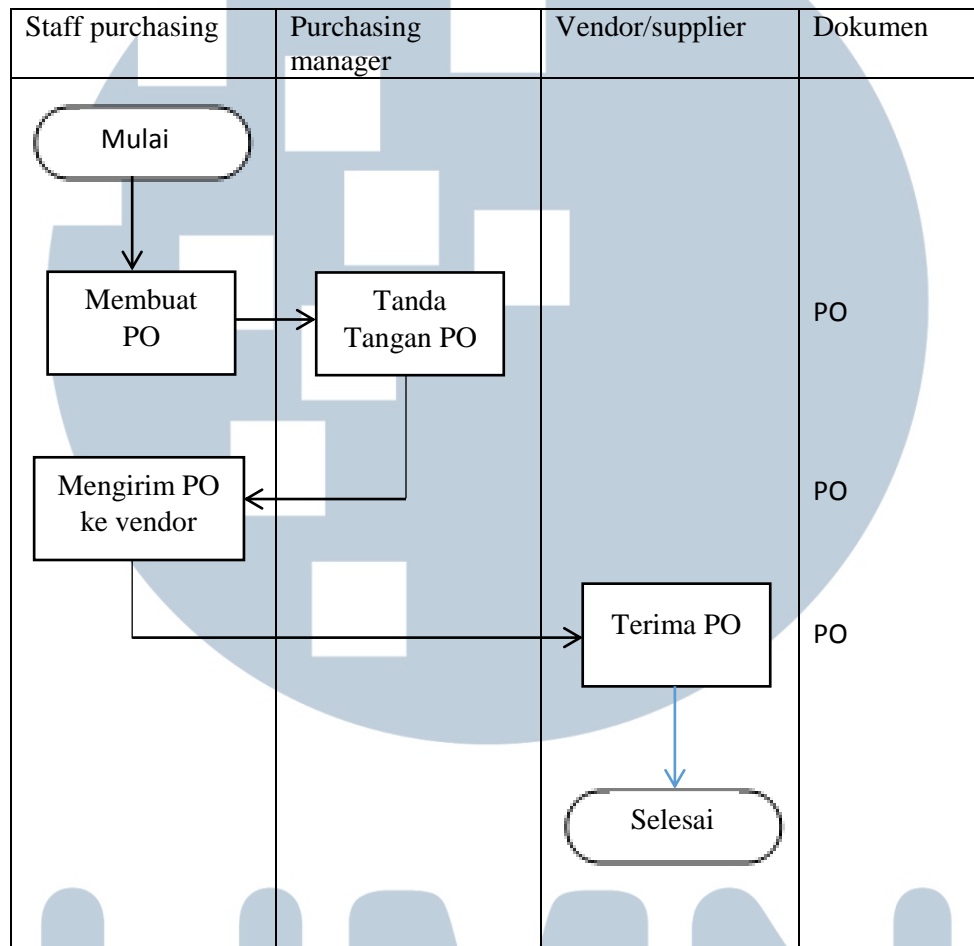 Staff purchasing
Purchasing
manager
Vendor/supplier
Dokumen
Mulai
Membuat
PO
Tanda
Tangan PO
PO
Mengirim PO
ke vendor
PO
Terima PO
PO
Selesai